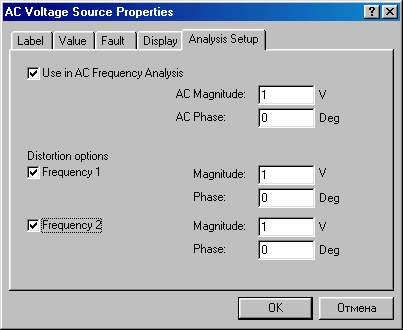 AC Voltage Source Properties
Label Value Fault Display Analysis Setup
Use in AC Frequency Analysis
AC Magnitude: 1 V
AC Phase: 0 Deg
Distortion options
Frequency 1 Magnitude: 1 V
Phase: 0 Deg
Frequency 2 Magnitude: 1 V
Phase: 0 Deg
OK Отмена